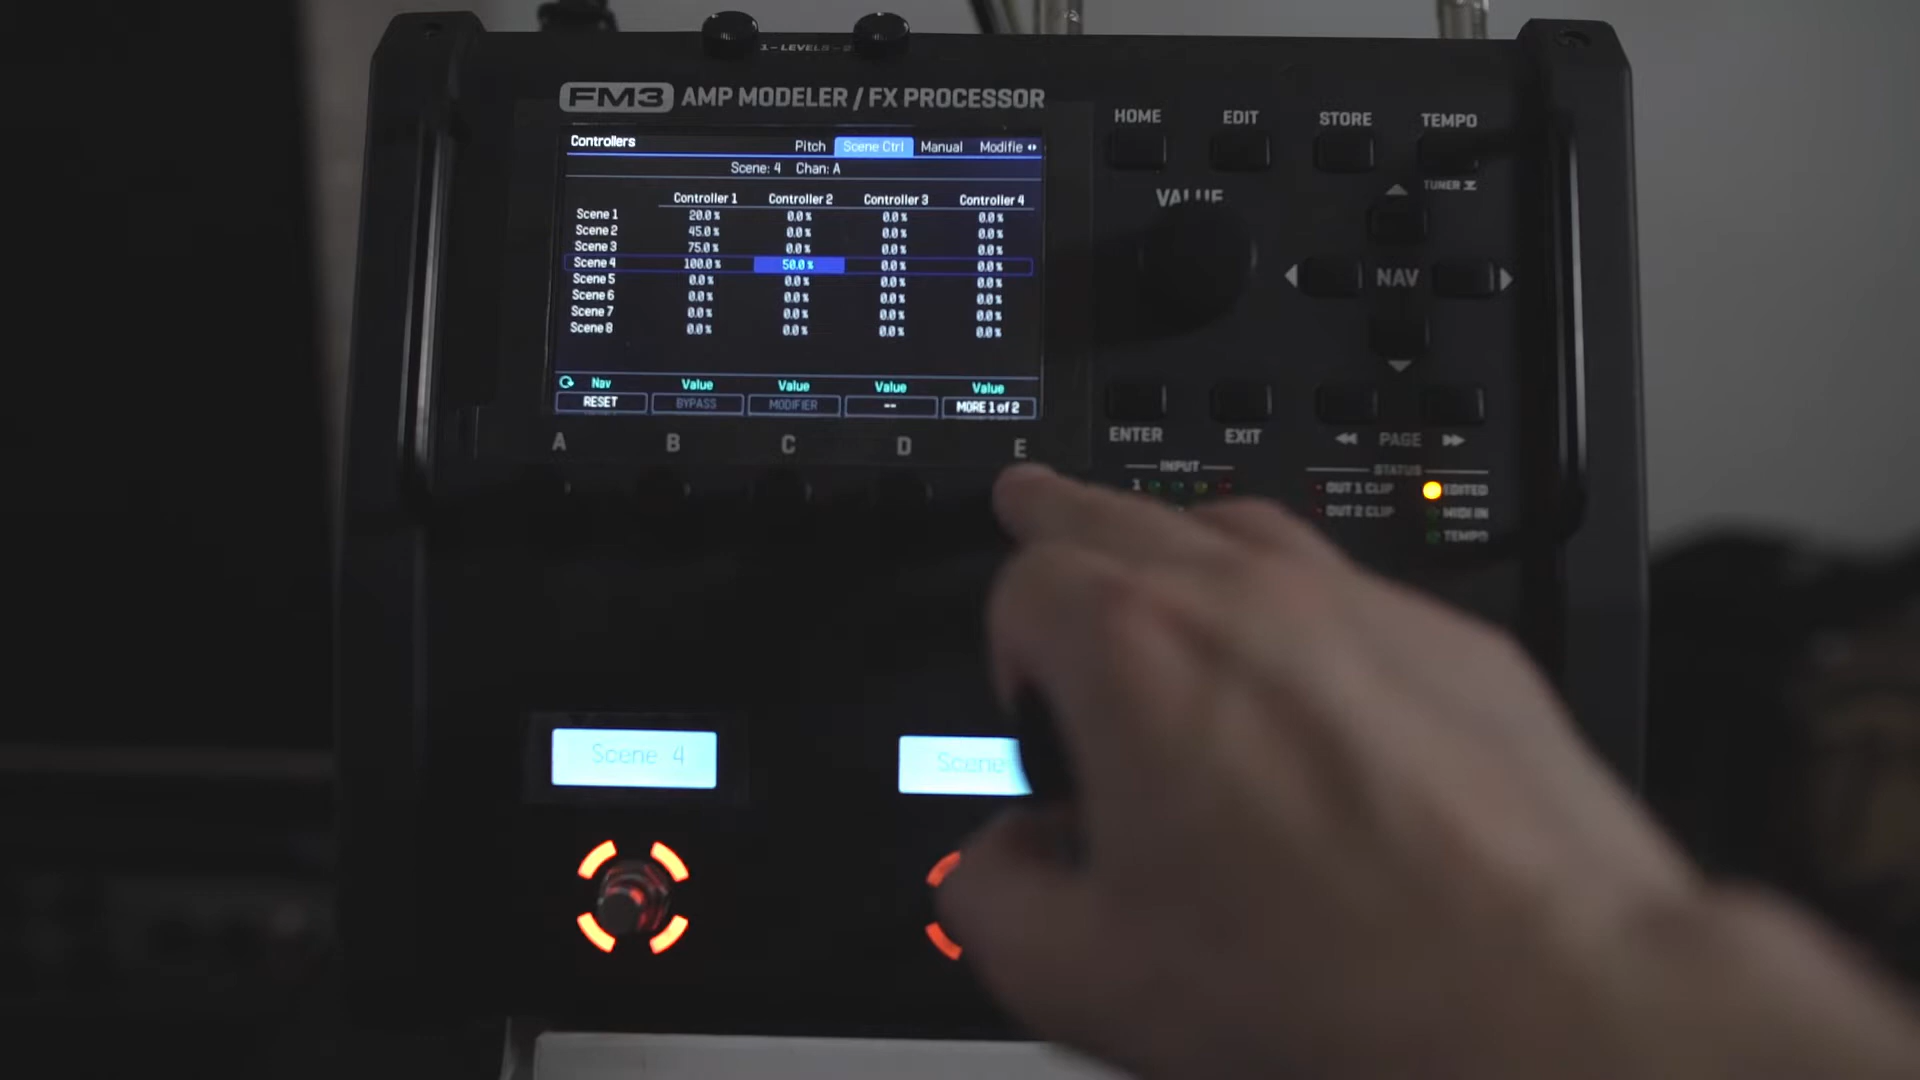 1 – LEVELS – 2
FM3 AMP MODELER / FX PROCESSOR
HOME EDIT STORE TEMPO
TUNER
VALUE
NAV
ENTER EXIT PAGE
INPUT
1
STATUS
OUT 1 CLIP EDITED
OUT 2 CLIP MIDI IN
TEMPO
Controllers Pitch Scene Ctrl Manual Modifie
Scene: 4 Chan: A
Controller 1 Controller 2 Controller 3 Controller 4
Scene 1 20.0 % 0.0 % 0.0 % 0.0 %
Scene 2 45.0 % 0.0 % 0.0 % 0.0 %
Scene 3 75.0 % 0.0 % 0.0 % 0.0 %
Scene 4 100.0 % 50.0 % 0.0 % 0.0 %
Scene 5 0.0 % 0.0 % 0.0 % 0.0 %
Scene 6 0.0 % 0.0 % 0.0 % 0.0 %
Scene 7 0.0 % 0.0 % 0.0 % 0.0 %
Scene 8 0.0 % 0.0 % 0.0 % 0.0 %
Nav Value Value Value Value
RESET BYPASS MODIFIER -- MORE 1 of 2
A B C D E
Scene 4
Scene